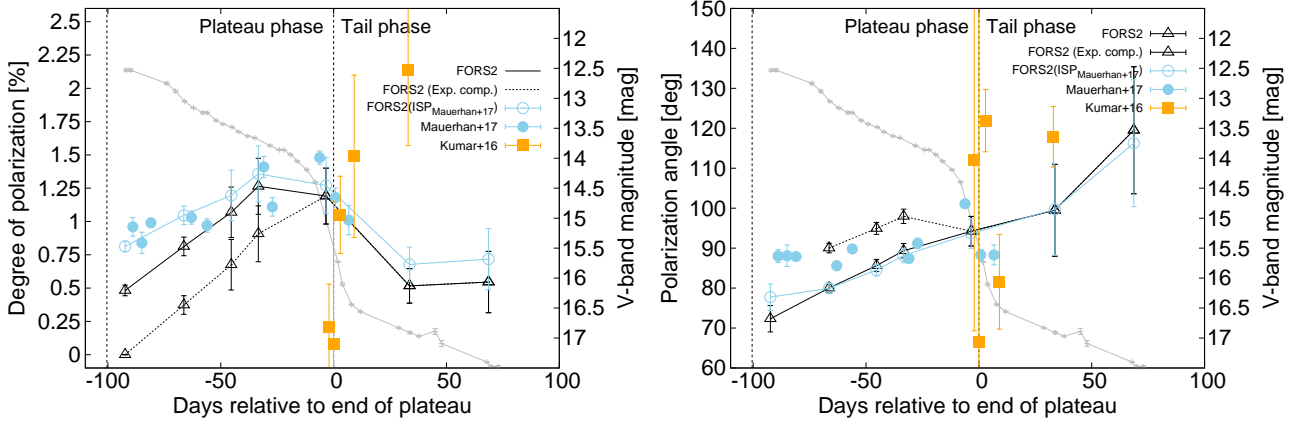 Plateau phase Tail phase
FORS2
FORS2 (Exp. comp.)
FORS2(ISP_Mauerhan+17)
Mauerhan+17
Kumar+16
Degree of polarization [%]
2.5
2.25
2
1.75
1.5
1.25
1
0.75
0.5
0.25
0
-100 -50 0 50 100
Days relative to end of plateau
12
12.5
13
13.5
14
14.5
15
15.5
16
16.5
17
V-band magnitude [mag]
Plateau phase Tail phase
FORS2
FORS2 (Exp. comp.)
FORS2(ISP_Mauerhan+17)
Mauerhan+17
Kumar+16
Polarization angle [deg]
150
140
130
120
110
100
90
80
70
60
-100 -50 0 50 100
Days relative to end of plateau
12
12.5
13
13.5
14
14.5
15
15.5
16
16.5
17
V-band magnitude [mag]